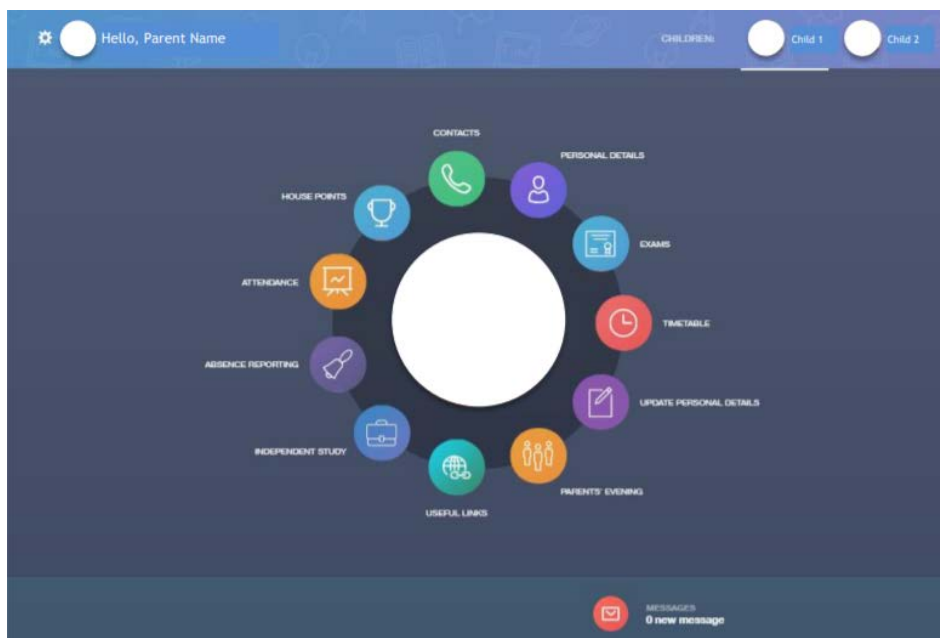 Hello, Parent Name
CHILDREN:
Child 1
Child 2
CONTACTS
PERSONAL DETAILS
HOUSE POINTS
EXAMS
ATTENDANCE
TIMETABLE
ABSENCE REPORTING
UPDATE PERSONAL DETAILS
INDEPENDENT STUDY
PARENTS' EVENING
USEFUL LINKS
MESSAGES
0 new message